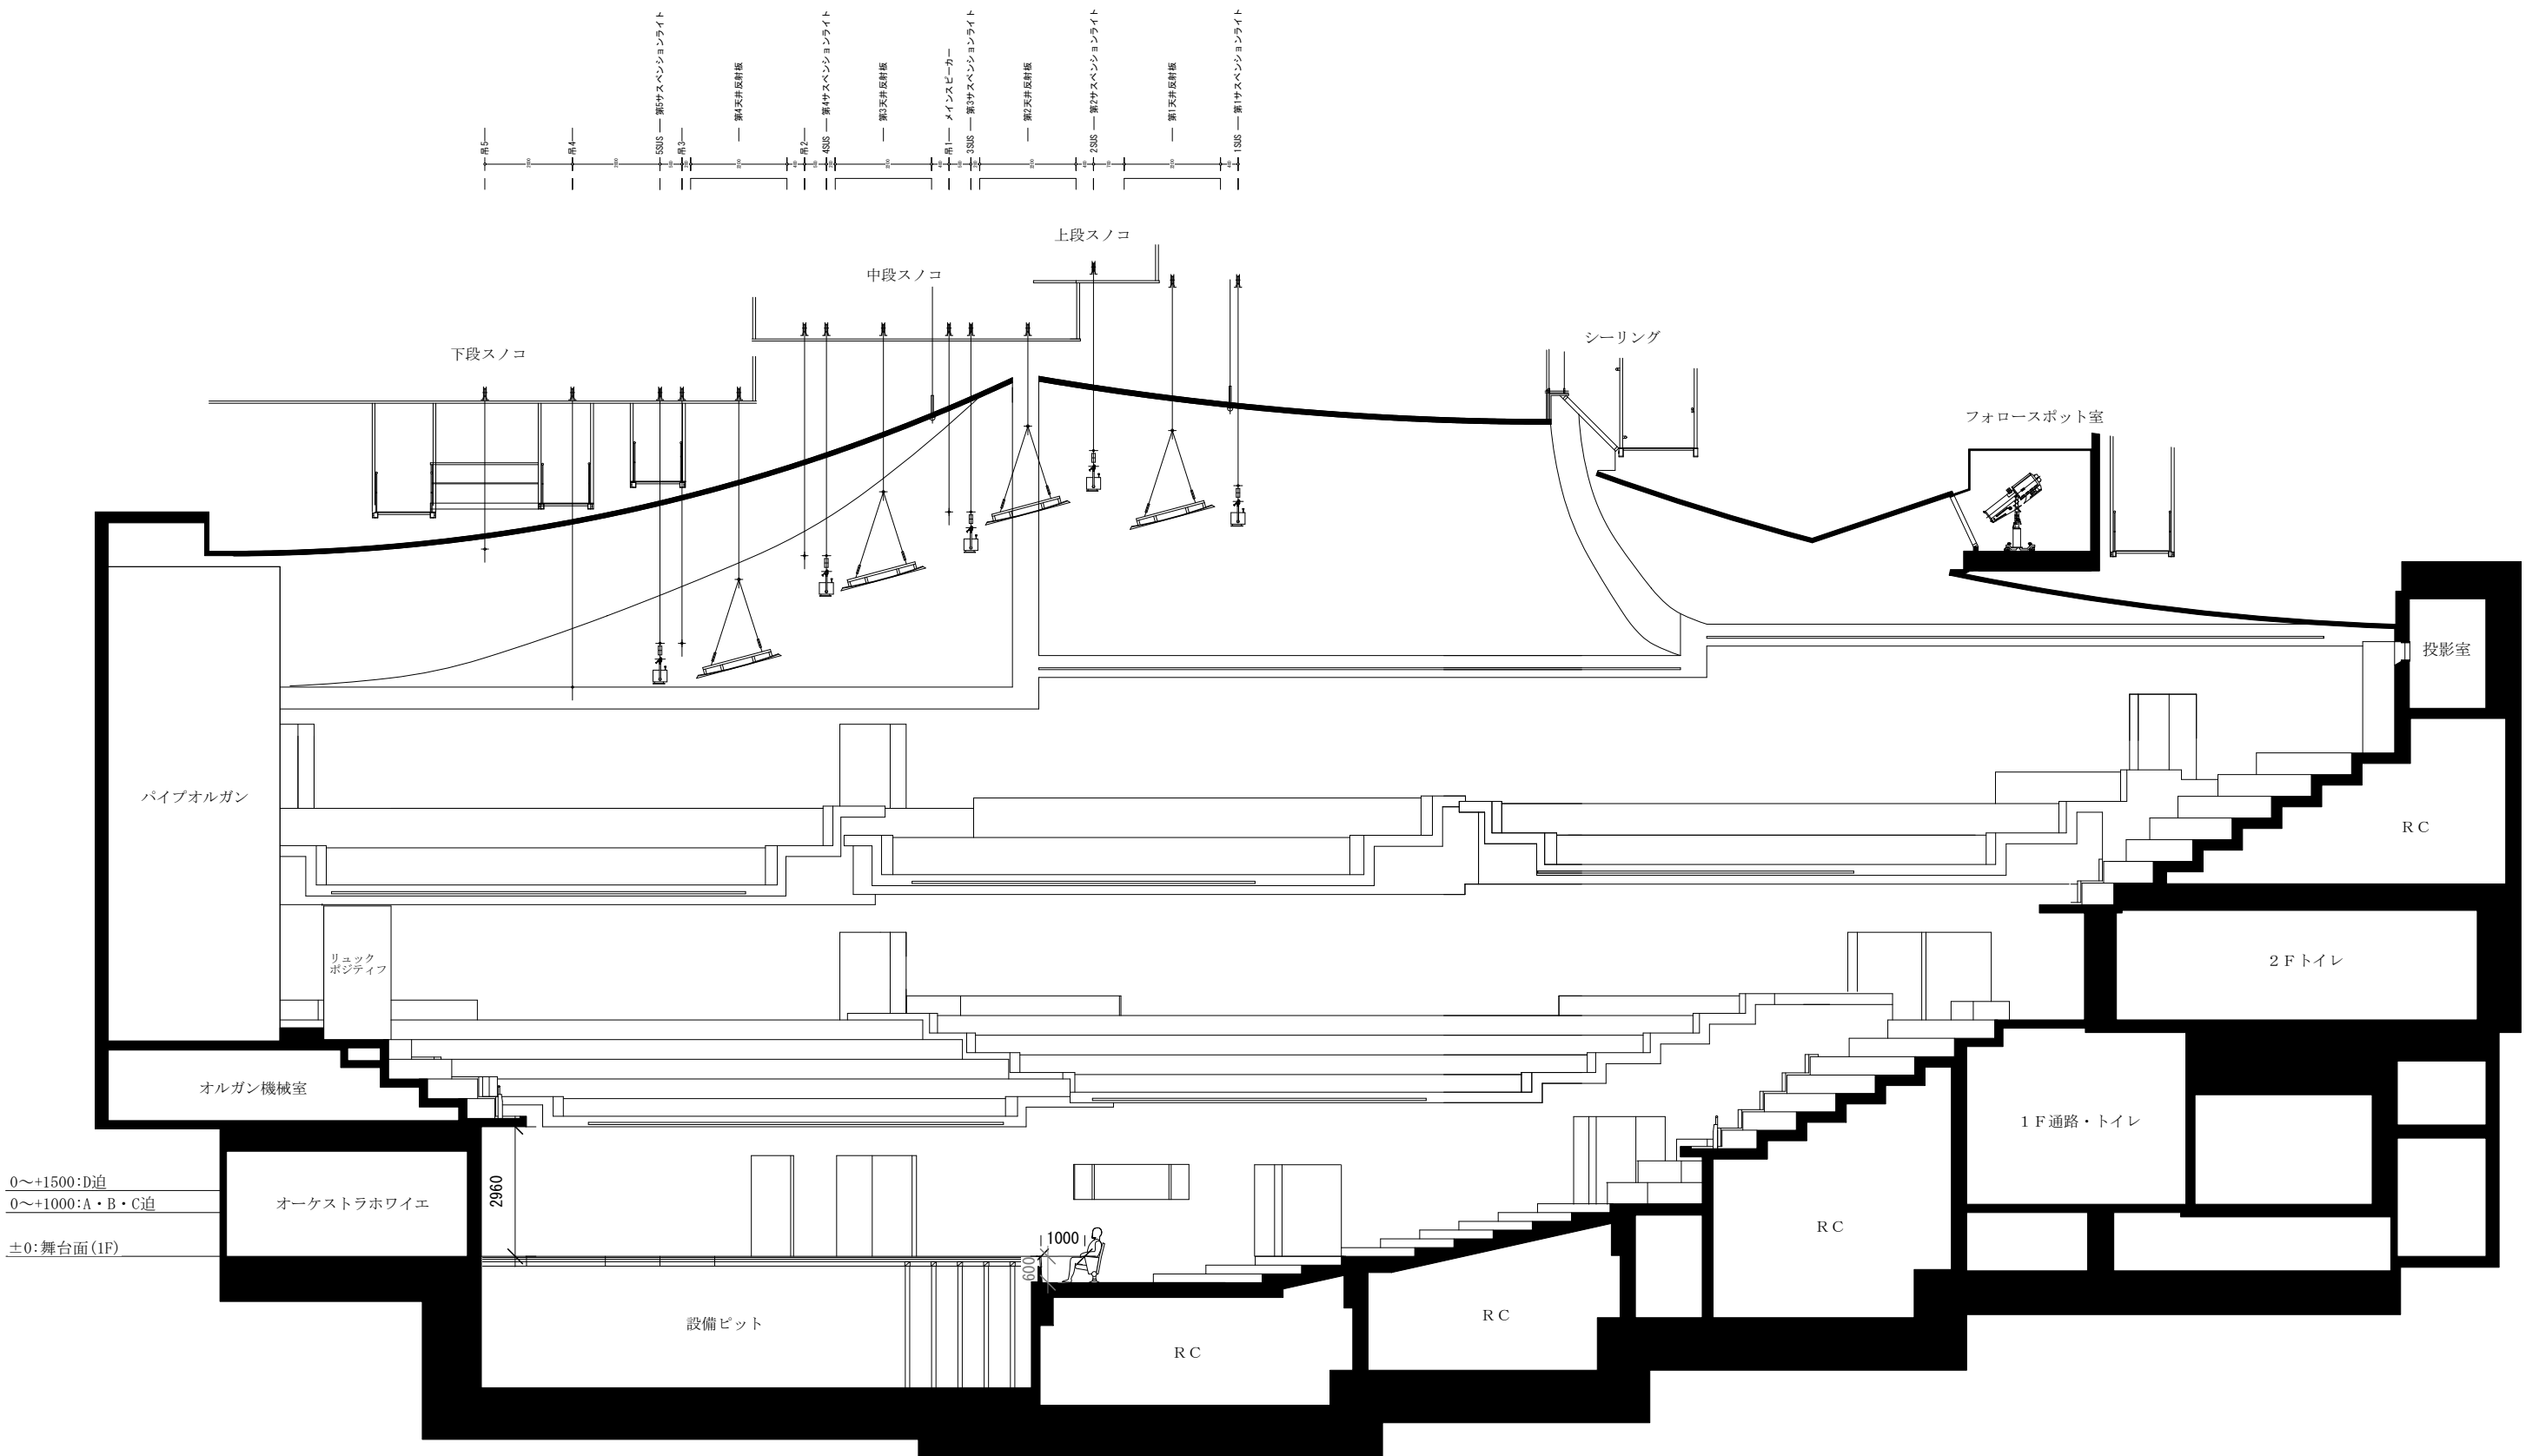 吊5
吊4
5SUS 第5サスペンションライト
吊3
第4天井反射板
吊2
4SUS 第4サスペンションライト
第3天井反射板
吊1 メインスピーカー
3SUS 第3サスペンションライト
第2天井反射板
2SUS 第2サスペンションライト
第1天井反射板
1SUS 第1サスペンションライト
上段スノコ
中段スノコ
下段スノコ
シーリング
フォロースポット室
投影室
パイプオルガン
ＲＣ
リュック
ポジティフ
２Ｆトイレ
オルガン機械室
１Ｆ通路・トイレ
2960
0～+1500:D迫
0～+1000:A・B・C迫
±0:舞台面(1F)
オーケストラホワイエ
1000
600
設備ピット
ＲＣ
ＲＣ
ＲＣ